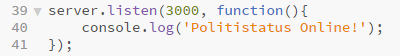 39 ▼ server.listen(3000, function(){
40     console.log('Politistatus Online!');
41 });